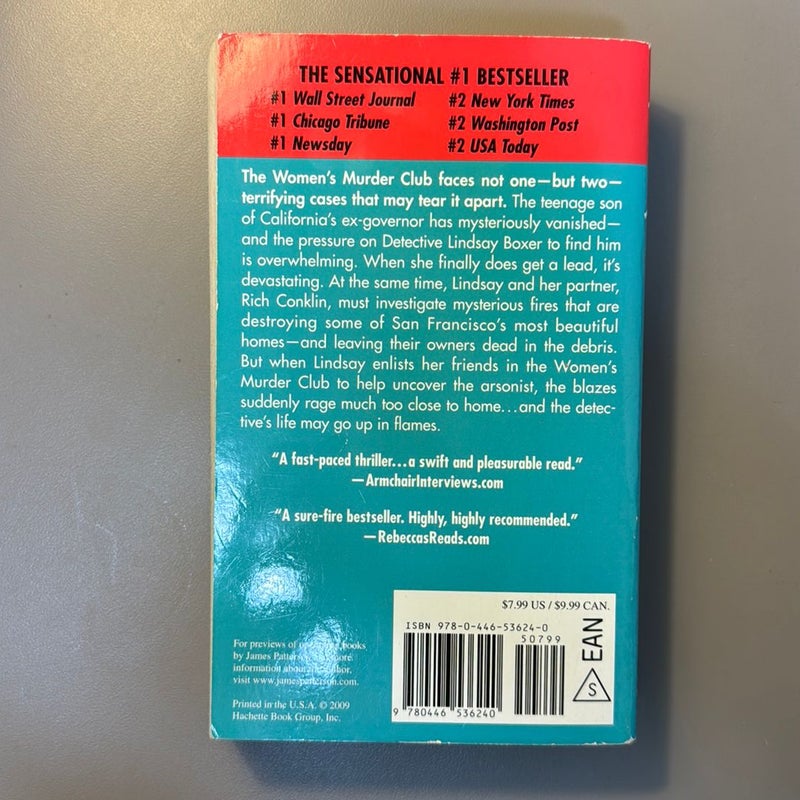 THE SENSATIONAL #1 BESTSELLER
#1 Wall Street Journal #2 New York Times
#1 Chicago Tribune #2 Washington Post
#1 Newsday #2 USA Today
The Women's Murder Club faces not one—but two—
terrifying cases that may tear it apart. The teenage son
of California's ex-governor has mysteriously vanished—
and the pressure on Detective Lindsay Boxer to find him
is overwhelming. When she finally does get a lead, it's
devastating. At the same time, Lindsay and her partner,
Rich Conklin, must investigate mysterious fires that are
destroying some of San Francisco's most beautiful
homes—and leaving their owners dead in the debris.
But when Lindsay enlists her friends in the Women's
Murder Club to help uncover the arsonist, the blazes
suddenly rage much too close to home...and the detec-
tive's life may go up in flames.
"A fast-paced thriller...a swift and pleasurable read."
—ArmchairInterviews.com
"A sure-fire bestseller. Highly, highly recommended."
—RebeccasReads.com
$7.99 US / $9.99 CAN.
ISBN 978-0-446-53624-0
50799
EAN
S
9 780446 536240
For previews of books
by James Patterson
information about
visit www.jamespatterson.com.
Printed in the U.S.A. © 2009
Hachette Book Group, Inc.